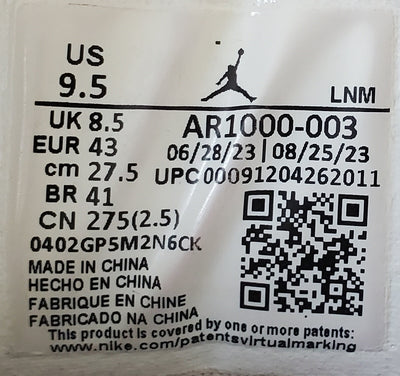 US
9.5
LNM
UK 8.5
EUR 43
cm 27.5
BR 41
CN 275(2.5)
AR1000-003
06/28/23 | 08/25/23
UPC 00091204262011
0402GP5M2N6CK
MADE IN CHINA
HECHO EN CHINA
FABRIQUE EN CHINE
FABRICADO NA CHINA
This product is covered by one or more patents:
www.nike.com/patentsvirtualmarking